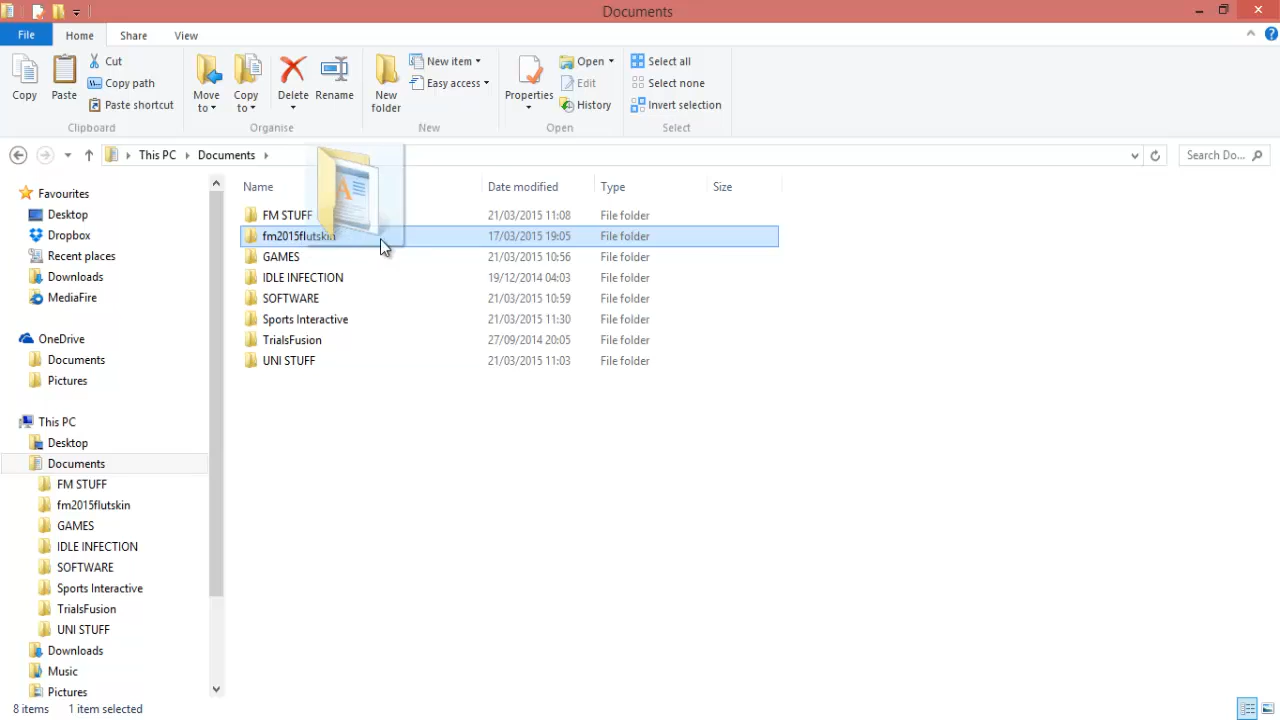 Documents
File Home Share View
Copy
Paste
Cut
Copy path
Paste shortcut
Clipboard
Move to
Copy to
Delete
Rename
Organise
New folder
New item
Easy access
New
Properties
Open
Edit
History
Open
Select all
Select none
Invert selection
Select
This PC Documents
Search Do...
Favourites
Desktop
Dropbox
Recent places
Downloads
MediaFire
OneDrive
Documents
Pictures
This PC
Desktop
Documents
FM STUFF
fm2015flutskin
GAMES
IDLE INFECTION
SOFTWARE
Sports Interactive
TrialsFusion
UNI STUFF
Downloads
Music
Pictures
Name Date modified Type Size
FM STUFF 21/03/2015 11:08 File folder
fm2015flutskin 17/03/2015 19:05 File folder
GAMES 21/03/2015 10:56 File folder
IDLE INFECTION 19/12/2014 04:03 File folder
SOFTWARE 21/03/2015 10:59 File folder
Sports Interactive 21/03/2015 11:30 File folder
TrialsFusion 27/09/2014 20:05 File folder
UNI STUFF 21/03/2015 11:03 File folder
8 items 1 item selected